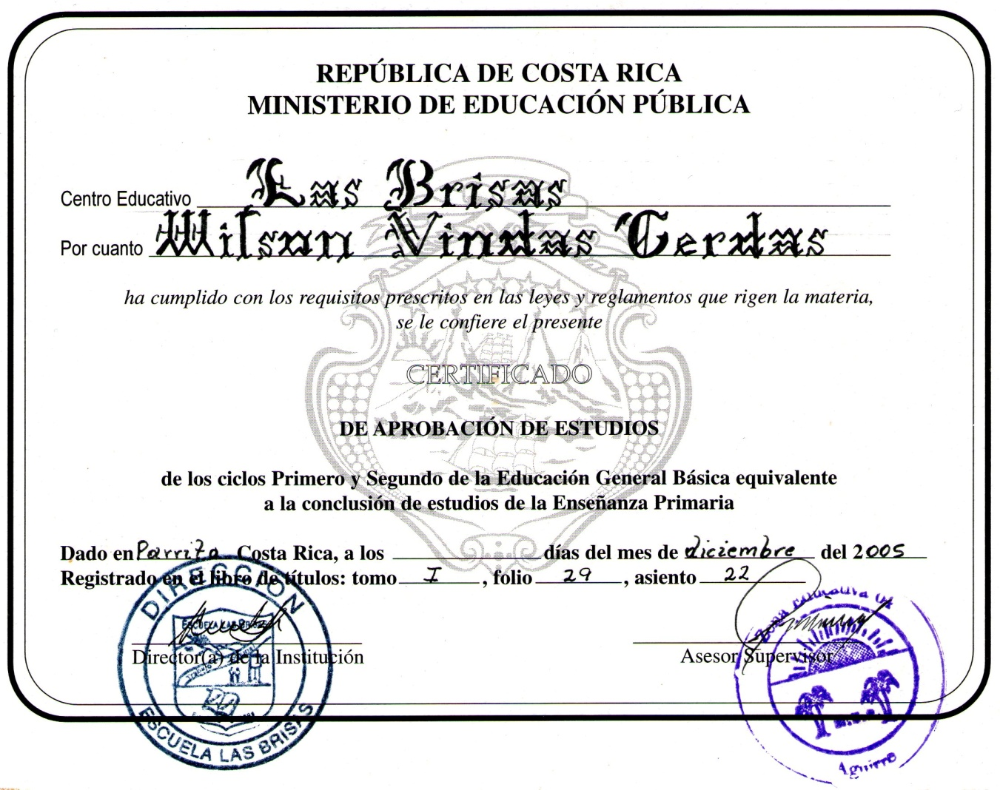 REPÚBLICA DE COSTA RICA
MINISTERIO DE EDUCACIÓN PÚBLICA
Centro Educativo Las Brisas
Por cuanto Wilson Vindas Cerdas
ha cumplido con los requisitos prescritos en las leyes y reglamentos que rigen la materia,
se le confiere el presente
CERTIFICADO
DE APROBACIÓN DE ESTUDIOS
de los ciclos Primero y Segundo de la Educación General Básica equivalente
a la conclusión de estudios de la Enseñanza Primaria
Dado en Parrita Costa Rica, a los días del mes de diciembre del 2005
Registrado en el libro de títulos: tomo I, folio 29, asiento 22
DIRECCIÓN
ESCUELA LAS BRISAS
Director(a) de la Institución
Asesor Supervisor
ESCUELA LAS BRISAS
educativa
Aguirre